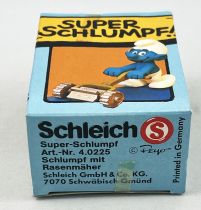 SUPER
SCHLUMPF!
Schleich S
© Peyo
Super-Schlumpf
Art.-Nr. 4.0225
Schlumpf mit
Rasenmäher
Schleich GmbH & Co. KG.
7070 Schwäbisch Gmünd
Printed in Germany